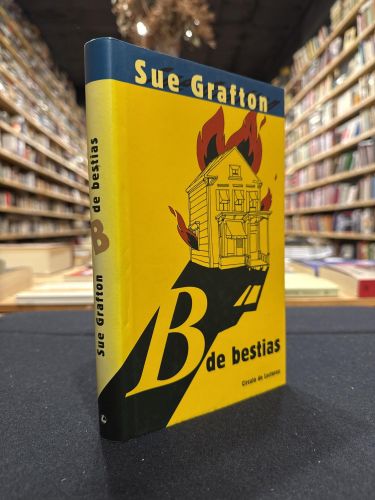 Sue Grafton
B
de bestias
Círculo de Lectores
Sue Grafton B de bestias